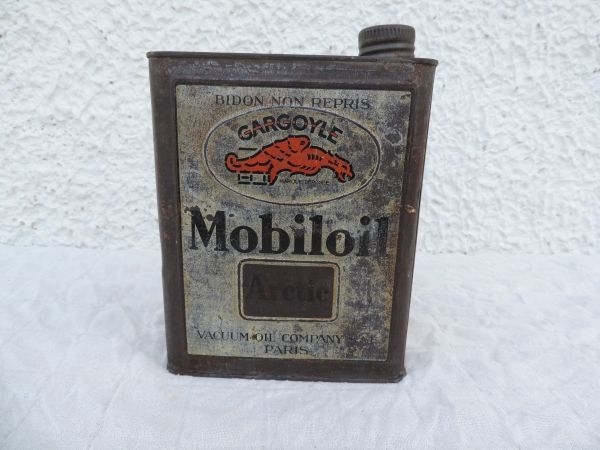 BIDON NON REPRIS
GARGOYLE
Mobiloil
Arctic
VACUUM OIL COMPANY
PARIS